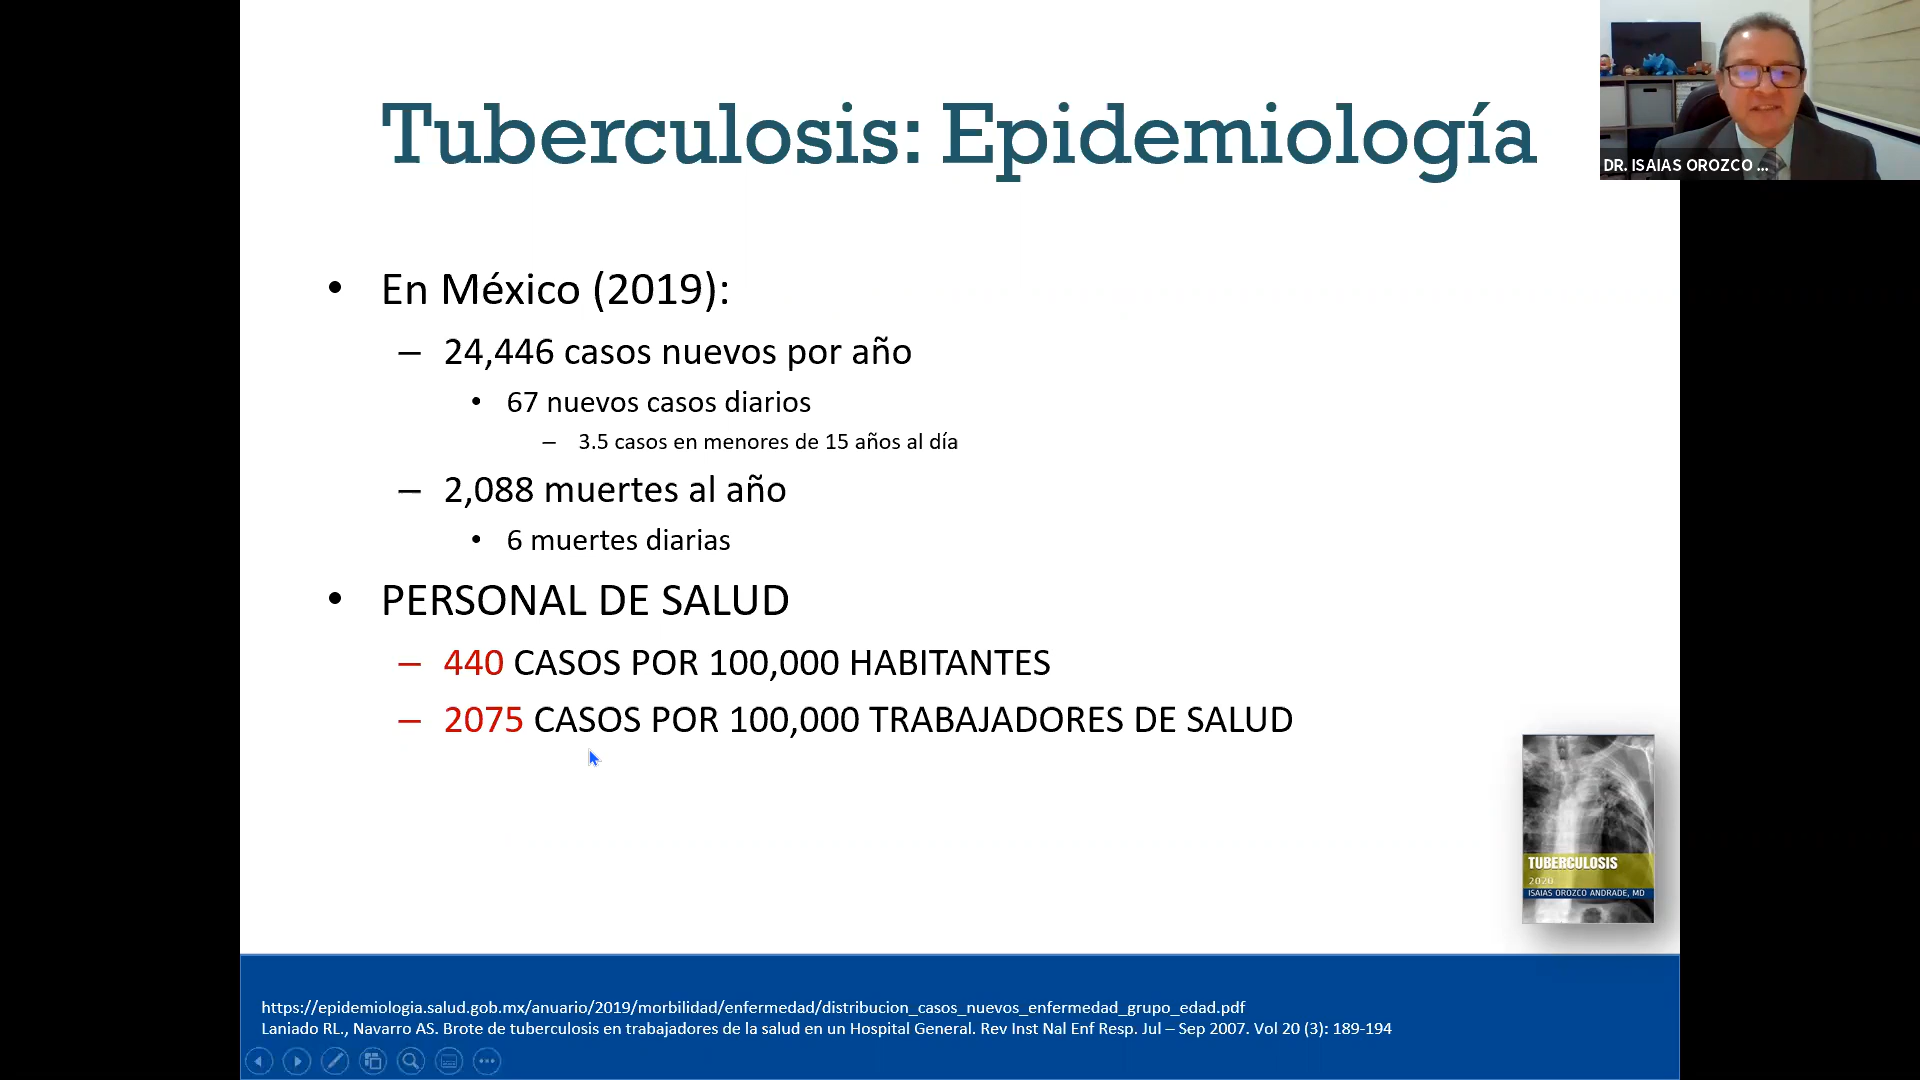 Tuberculosis: Epidemiología
DR. ISAIAS OROZCO ...
• En México (2019):
– 24,446 casos nuevos por año
• 67 nuevos casos diarios
– 3.5 casos en menores de 15 años al día
– 2,088 muertes al año
• 6 muertes diarias
• PERSONAL DE SALUD
– 440 CASOS POR 100,000 HABITANTES
– 2075 CASOS POR 100,000 TRABAJADORES DE SALUD
TUBERCULOSIS
2020
ISAIAS OROZCO ANDRADE, MD
https://epidemiologia.salud.gob.mx/anuario/2019/morbilidad/enfermedad/distribucion_casos_nuevos_enfermedad_grupo_edad.pdf
Laniado RL., Navarro AS. Brote de tuberculosis en trabajadores de la salud en un Hospital General. Rev Inst Nal Enf Resp. Jul – Sep 2007. Vol 20 (3): 189-194